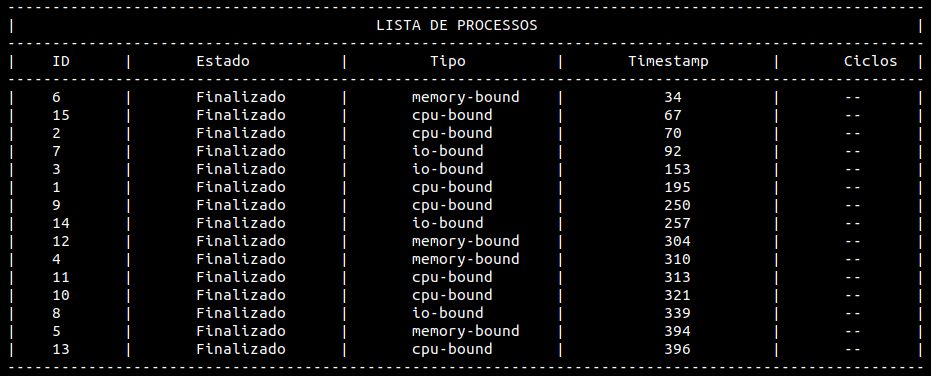 LISTA DE PROCESSOS
| ID | Estado | Tipo | Timestamp | Ciclos |
| 6 | Finalizado | memory-bound | 34 | -- |
| 15 | Finalizado | cpu-bound | 67 | -- |
| 2 | Finalizado | cpu-bound | 70 | -- |
| 7 | Finalizado | io-bound | 92 | -- |
| 3 | Finalizado | io-bound | 153 | -- |
| 1 | Finalizado | cpu-bound | 195 | -- |
| 9 | Finalizado | cpu-bound | 250 | -- |
| 14 | Finalizado | io-bound | 257 | -- |
| 12 | Finalizado | memory-bound | 304 | -- |
| 4 | Finalizado | memory-bound | 310 | -- |
| 11 | Finalizado | cpu-bound | 313 | -- |
| 10 | Finalizado | cpu-bound | 321 | -- |
| 8 | Finalizado | io-bound | 339 | -- |
| 5 | Finalizado | memory-bound | 394 | -- |
| 13 | Finalizado | cpu-bound | 396 | -- |